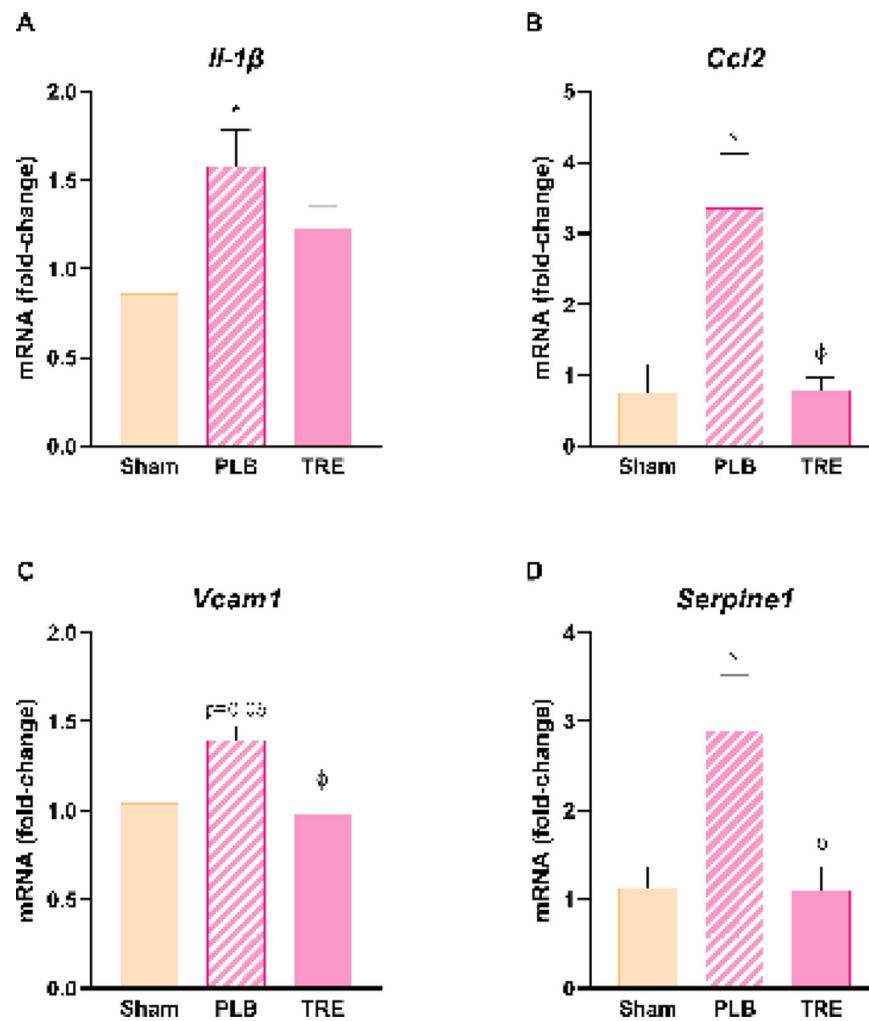 A
Il-1β
mRNA (fold-change)
2.0
1.5
1.0
0.5
0.0
*
Sham PLB TRE
B
Ccl2
mRNA (fold-change)
5
4
3
2
1
0
ϕ
Sham PLB TRE
C
Vcam1
mRNA (fold-change)
2.0
1.5
1.0
0.5
0.0
p=0.05
ϕ
Sham PLB TRE
D
Serpine1
mRNA (fold-change)
4
3
2
1
0
Sham PLB TRE